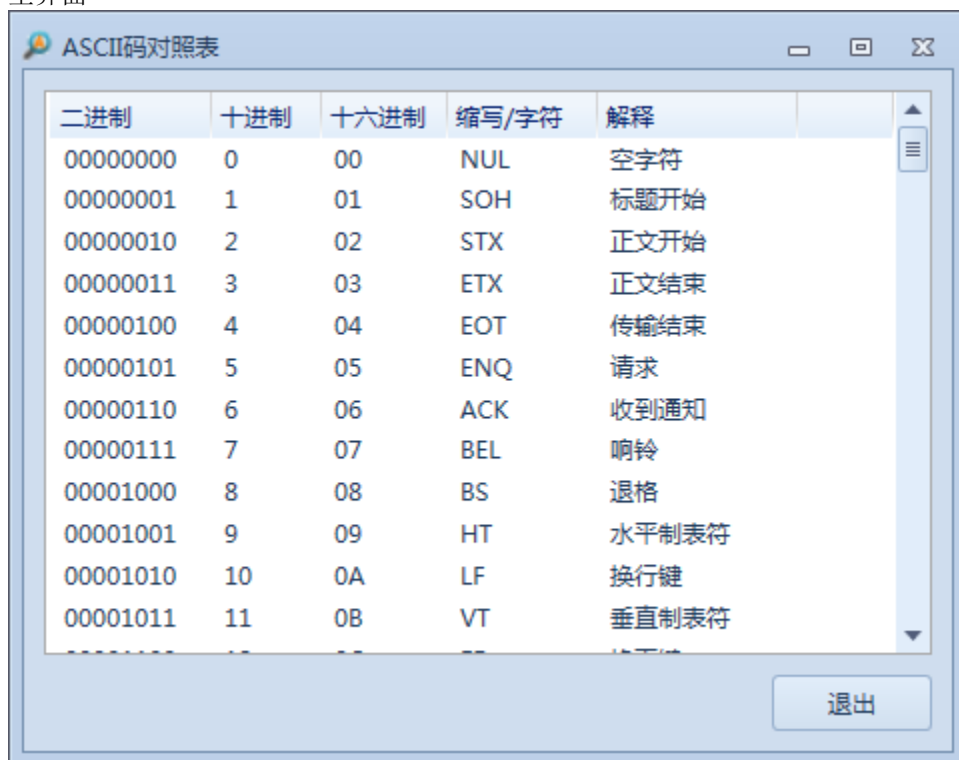 ASCII码对照表
二进制 十进制 十六进制 缩写/字符 解释
00000000 0 00 NUL 空字符
00000001 1 01 SOH 标题开始
00000010 2 02 STX 正文开始
00000011 3 03 ETX 正文结束
00000100 4 04 EOT 传输结束
00000101 5 05 ENQ 请求
00000110 6 06 ACK 收到通知
00000111 7 07 BEL 响铃
00001000 8 08 BS 退格
00001001 9 09 HT 水平制表符
00001010 10 0A LF 换行键
00001011 11 0B VT 垂直制表符
退出